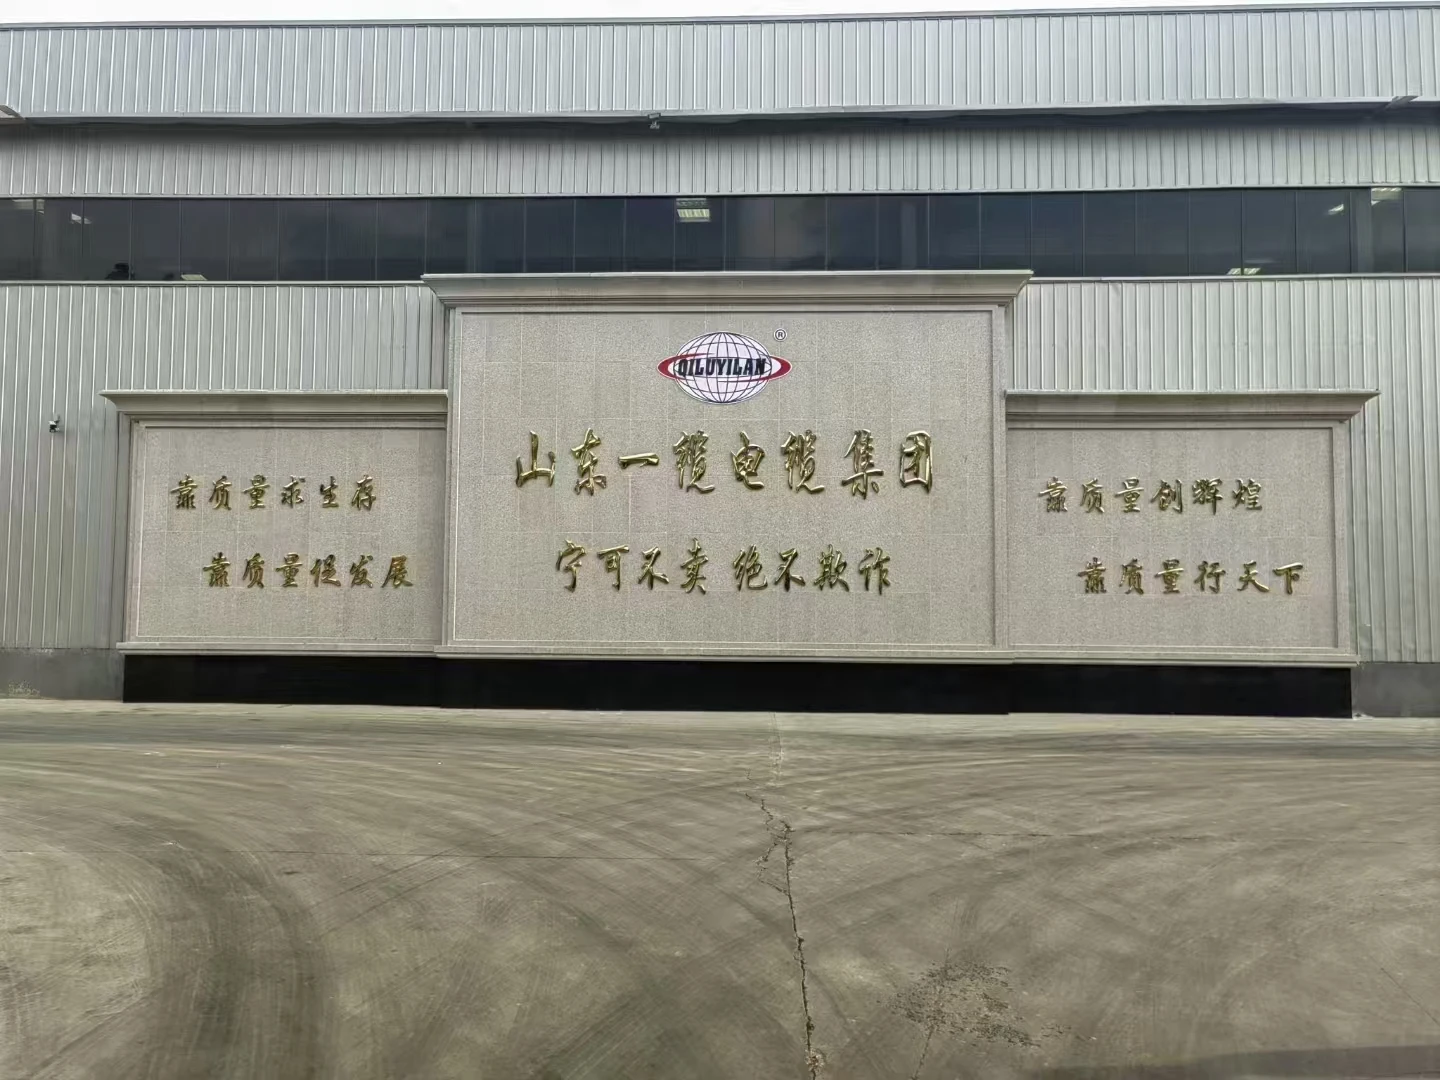 QILUYILAN ®
山东一缆电缆集团
宁可不卖 绝不欺诈
靠质量求生存
靠质量促发展
靠质量创辉煌
靠质量行天下